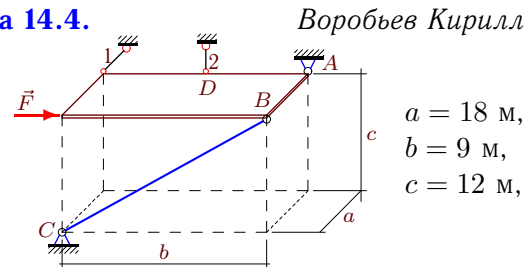 а 14.4. Воробьев Кирилл
1 2 A
D
F⃗ B
a = 18 м,
c b = 9 м,
c = 12 м,
C a
b